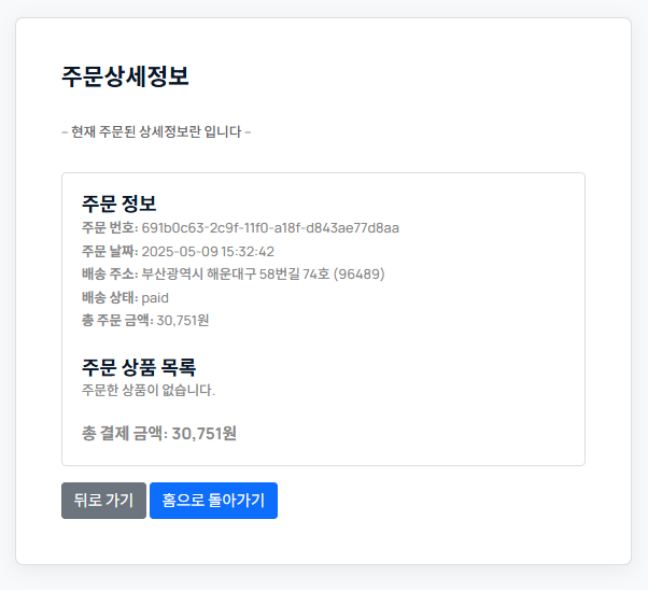 주문상세정보
– 현재 주문된 상세정보란 입니다 –
주문 정보
주문 번호: 691b0c63-2c9f-11f0-a18f-d843ae77d8aa
주문 날짜: 2025-05-09 15:32:42
배송 주소: 부산광역시 해운대구 58번길 74호 (96489)
배송 상태: paid
총 주문 금액: 30,751원
주문 상품 목록
주문한 상품이 없습니다.
총 결제 금액: 30,751원
뒤로 가기 홈으로 돌아가기